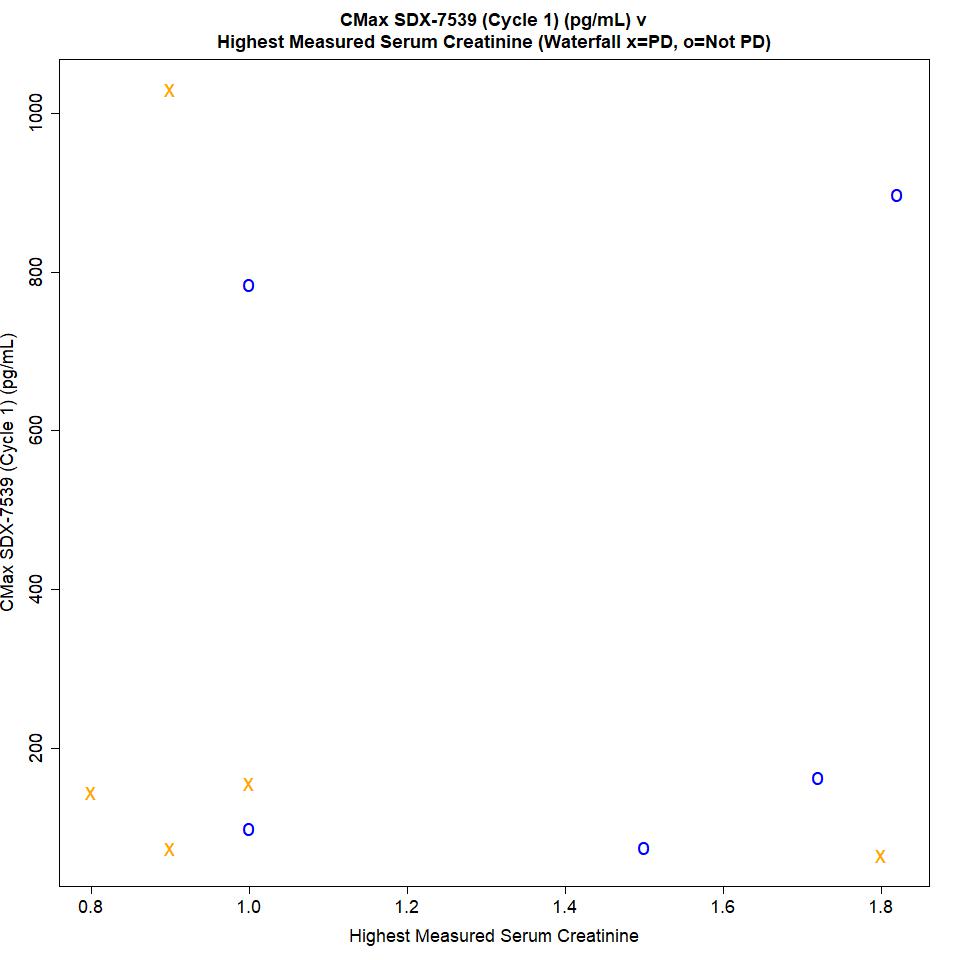 CMax SDX-7539 (Cycle 1) (pg/mL) v
Highest Measured Serum Creatinine (Waterfall x=PD, o=Not PD)
CMax SDX-7539 (Cycle 1) (pg/mL)
1000
800
600
400
200
x
o
o
x
x
x
o
o
o
x
0.8 1.0 1.2 1.4 1.6 1.8
Highest Measured Serum Creatinine